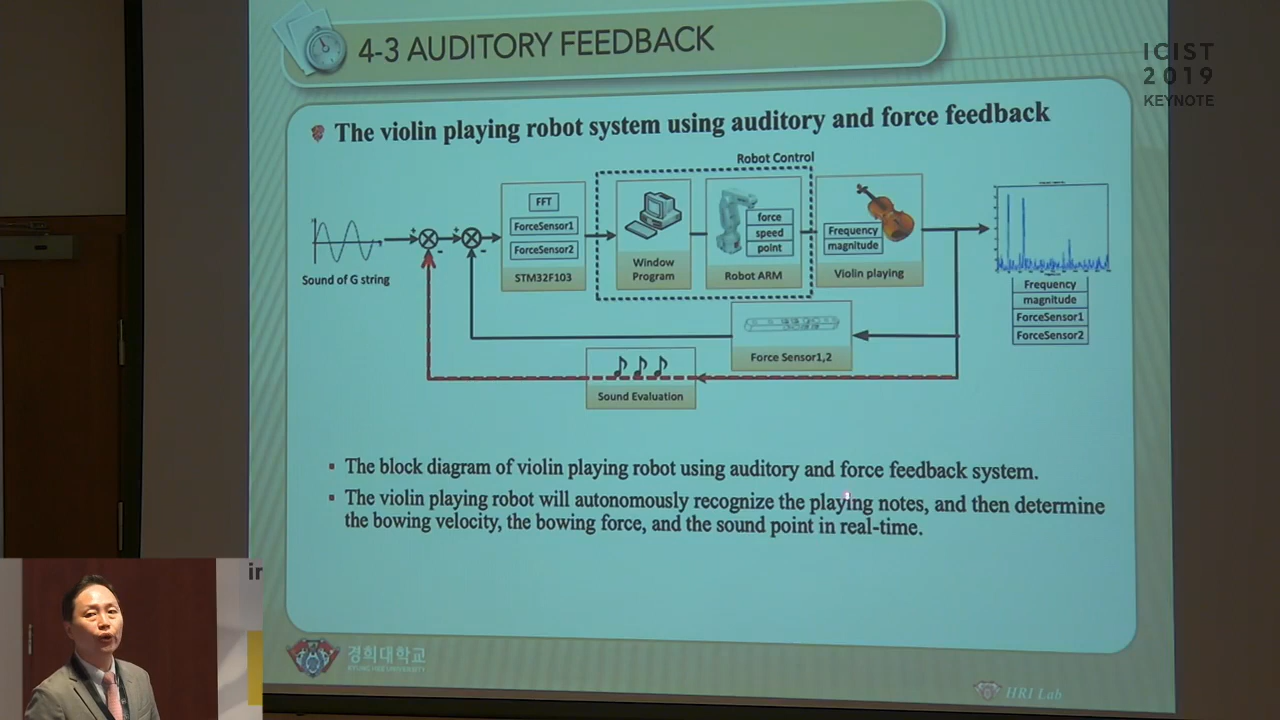 4-3 AUDITORY FEEDBACK
ICIST
2019
KEYNOTE
The violin playing robot system using auditory and force feedback
Robot Control
Sound of G string
+
-
+
-
FFT
ForceSensor1
ForceSensor2
STM32F103
Window
Program
force
speed
point
Robot ARM
Frequency
magnitude
Violin playing
Frequency
magnitude
ForceSensor1
ForceSensor2
Force Sensor1,2
Sound Evaluation
The block diagram of violin playing robot using auditory and force feedback system.
The violin playing robot will autonomously recognize the playing notes, and then determine
the bowing velocity, the bowing force, and the sound point in real-time.
in
경희대학교
KYUNG HEE UNIVERSITY
HRI Lab